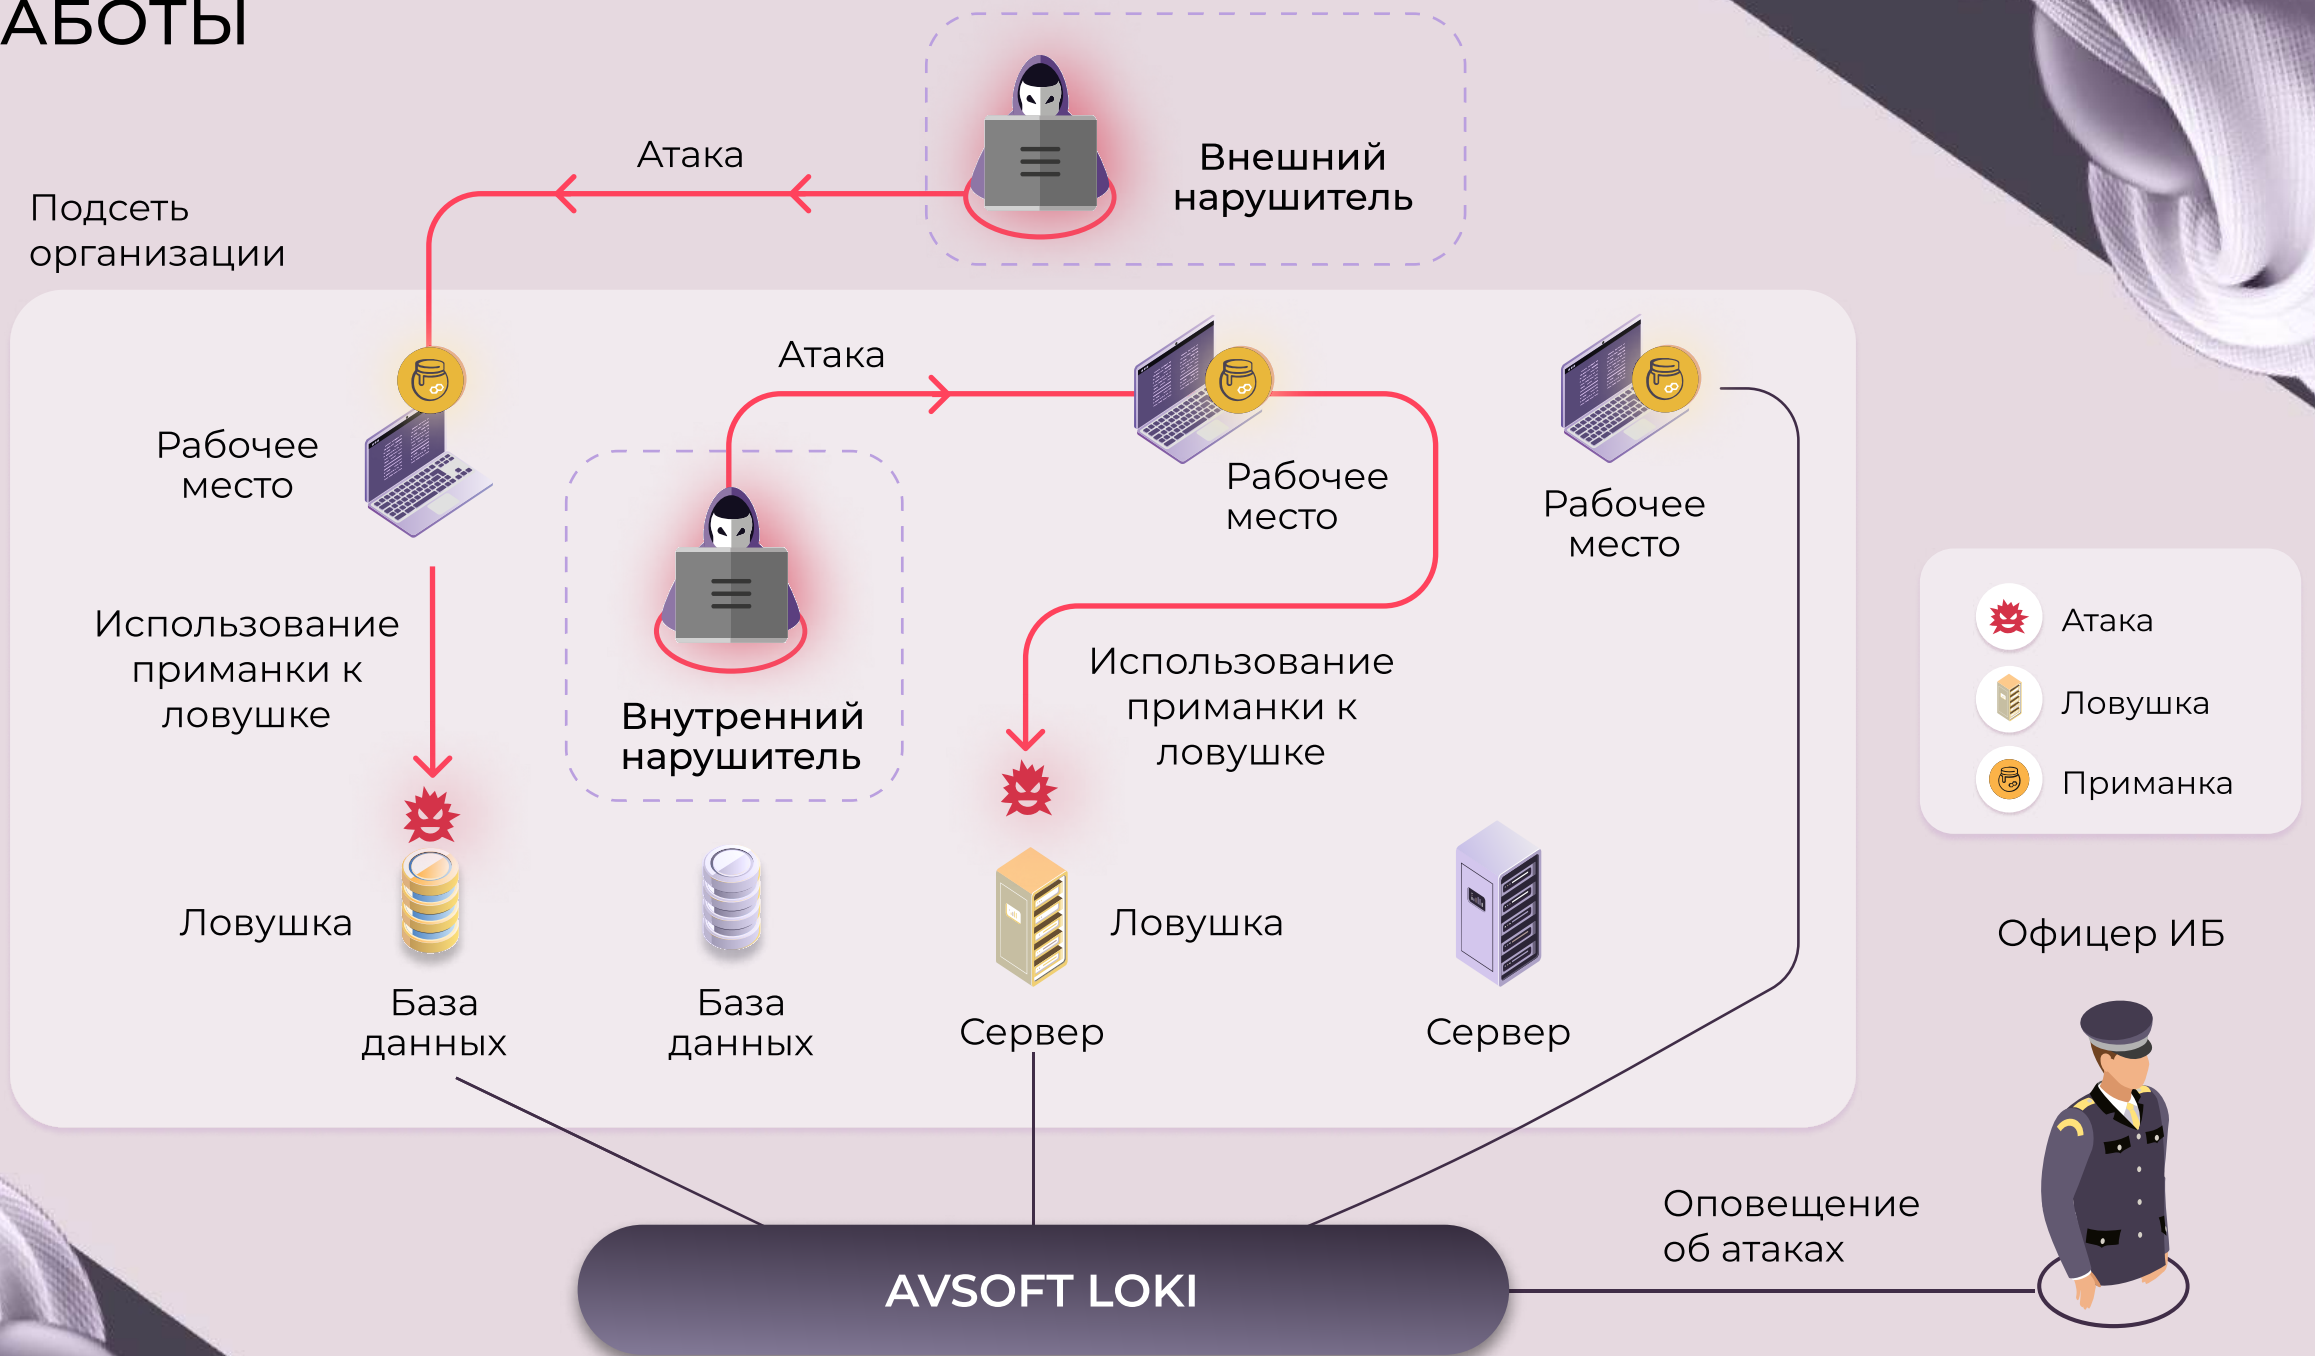 АБОТЫ
Атака
Внешний
нарушитель
Подсеть
организации
Атака
Рабочее
место
Рабочее
место
Рабочее
место
Использование
приманки к
ловушке
Внутренний
нарушитель
Использование
приманки к
ловушке
Атака
Ловушка
Приманка
Ловушка
База
данных
База
данных
Ловушка
Сервер
Сервер
Офицер ИБ
Оповещение
об атаках
AVSOFT LOKI